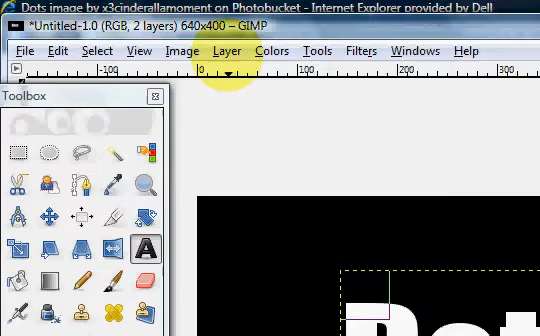 Dots image by x3cinderallamoment on Photobucket - Internet Explorer provided by Dell
*Untitled-1.0 (RGB, 2 layers) 640x400 – GIMP
File Edit Select View Image Layer Colors Tools Filters Windows Help
-100 0 100 200 300
Toolbox